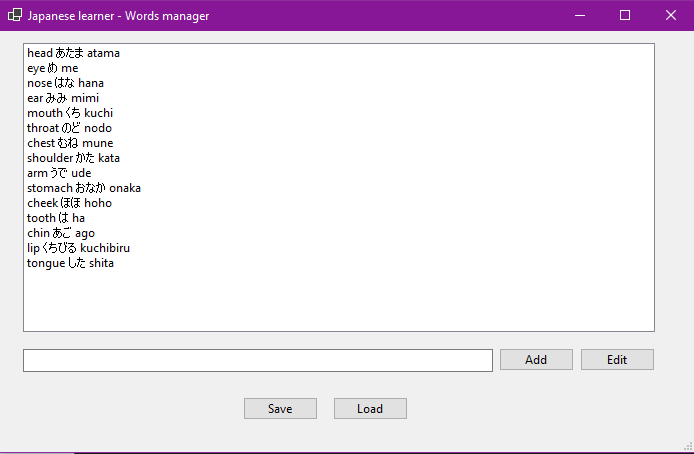 Japanese learner - Words manager
head あたま atama
eye め me
nose はな hana
ear みみ mimi
mouth くち kuchi
throat のど nodo
chest むね mune
shoulder かた kata
arm うで ude
stomach おなか onaka
cheek ほほ hoho
tooth は ha
chin あご ago
lip くちびる kuchibiru
tongue した shita
Add Edit
Save Load